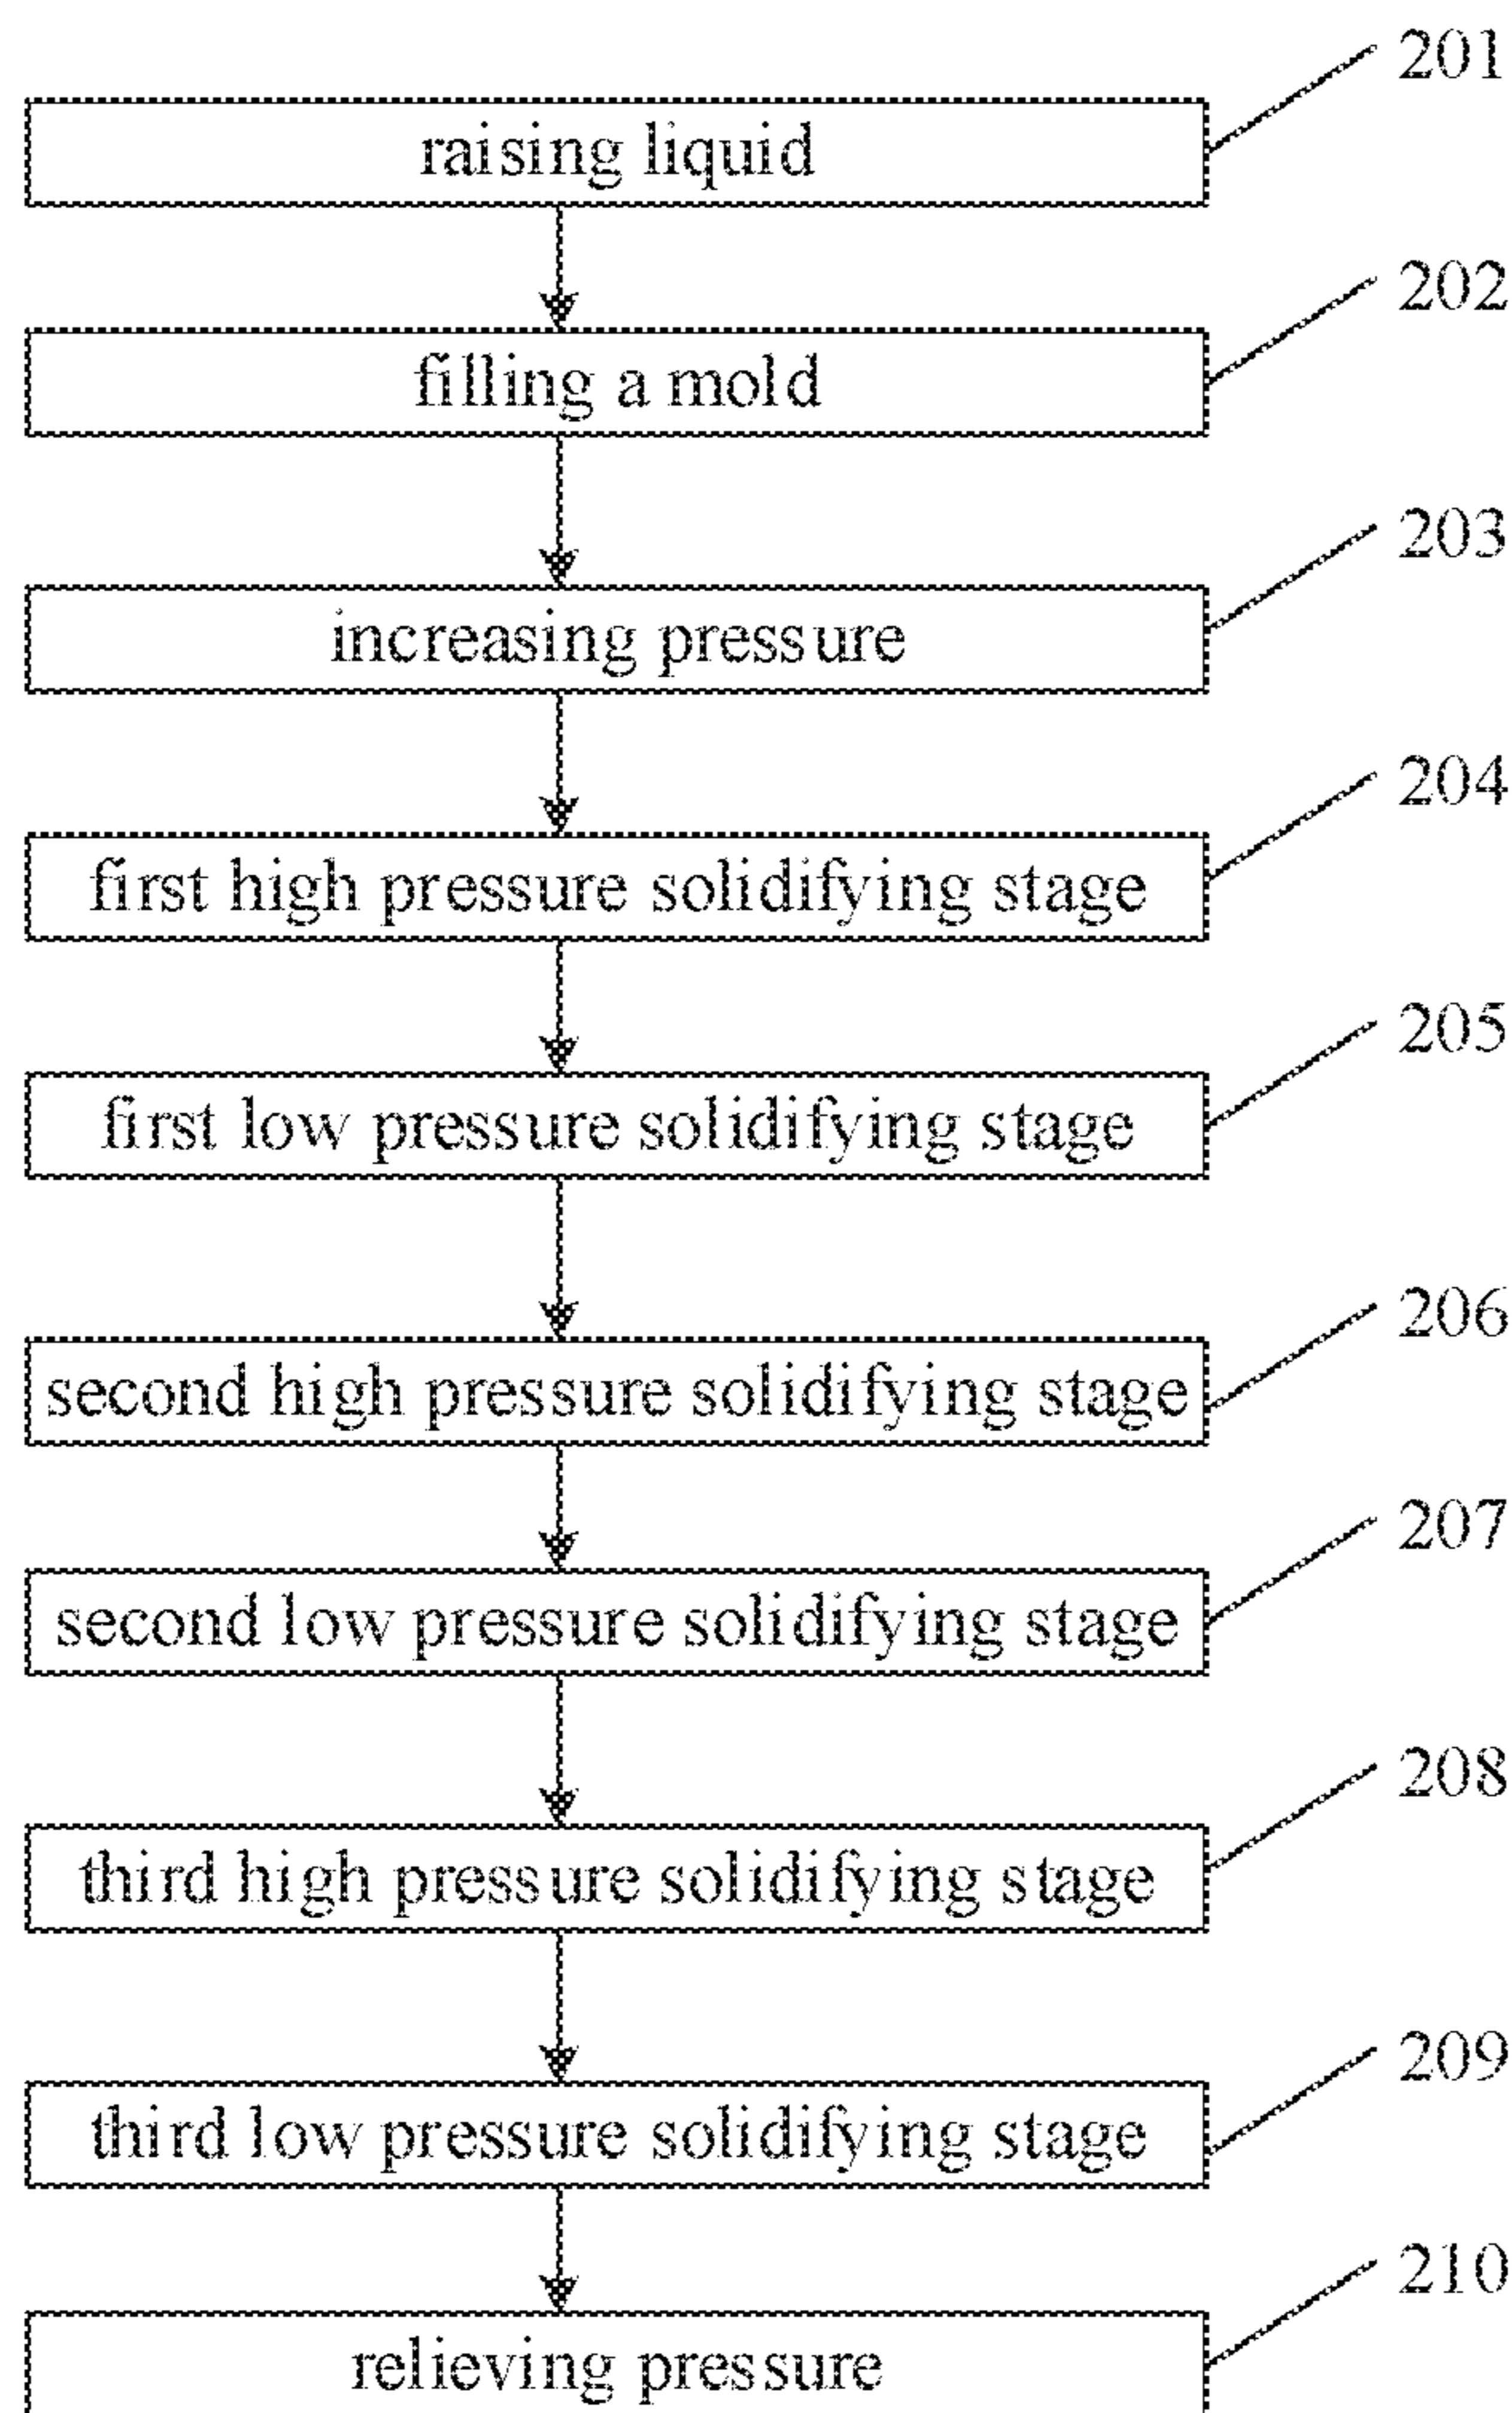 201
raising liquid
202
filling a mold
203
increasing pressure
204
first high pressure solidifying stage
205
first low pressure solidifying stage
206
second high pressure solidifying stage
207
second low pressure solidifying stage
208
third high pressure solidifying stage
209
third low pressure solidifying stage
210
relieving pressure